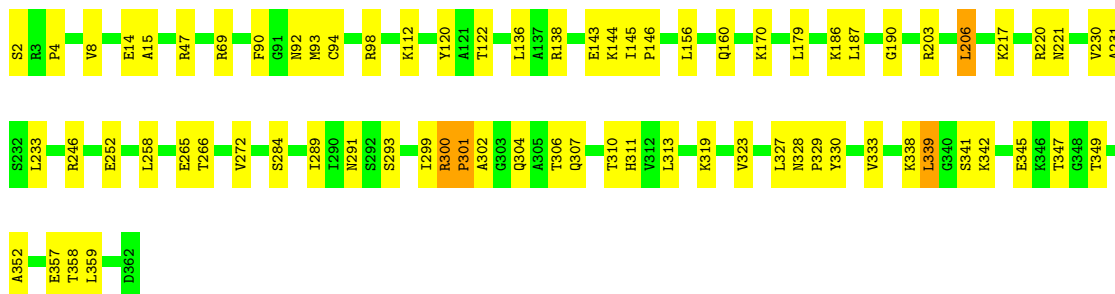 S2 R3 P4 V8 E14 A15 R47 R69 F90 G91 N92 M93 C94 R98 K112 Y120 A121 T122 L136 A137 R138 E143 K144 I145 P146 L156 Q160 K170 L179 K186 L187 G190 R203 L206 K217 R220 N221 V230 A231
S232 L233 R246 E252 L258 E265 T266 V272 S284 I289 I290 N291 S292 S293 I299 R300 P301 A302 G303 Q304 A305 T306 Q307 T310 H311 V312 L313 K319 V323 L327 N328 P329 Y330 V333 K338 L339 G340 S341 K342 E345 K346 T347 G348 T349
A352 E357 T358 L359 D362